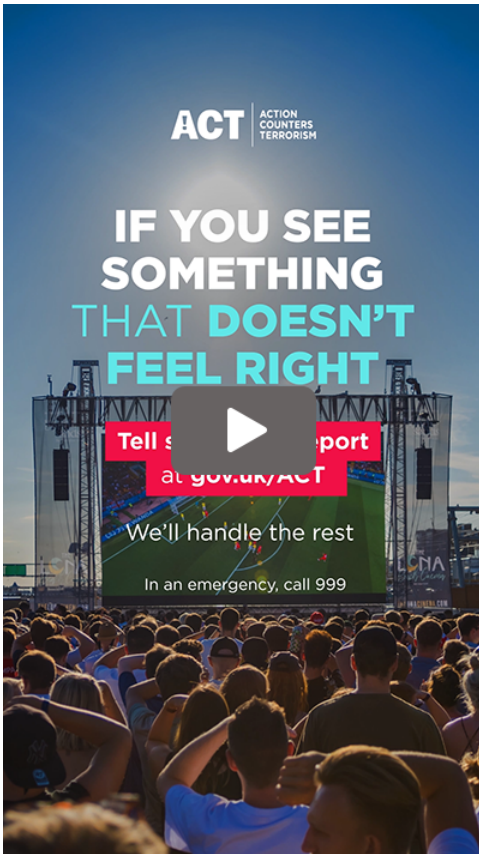 ACT
ACTION
COUNTERS
TERRORISM
IF YOU SEE
SOMETHING
THAT DOESN'T
FEEL RIGHT
Tell
at gov.uk/ACT
We'll handle the rest
In an emergency, call 999